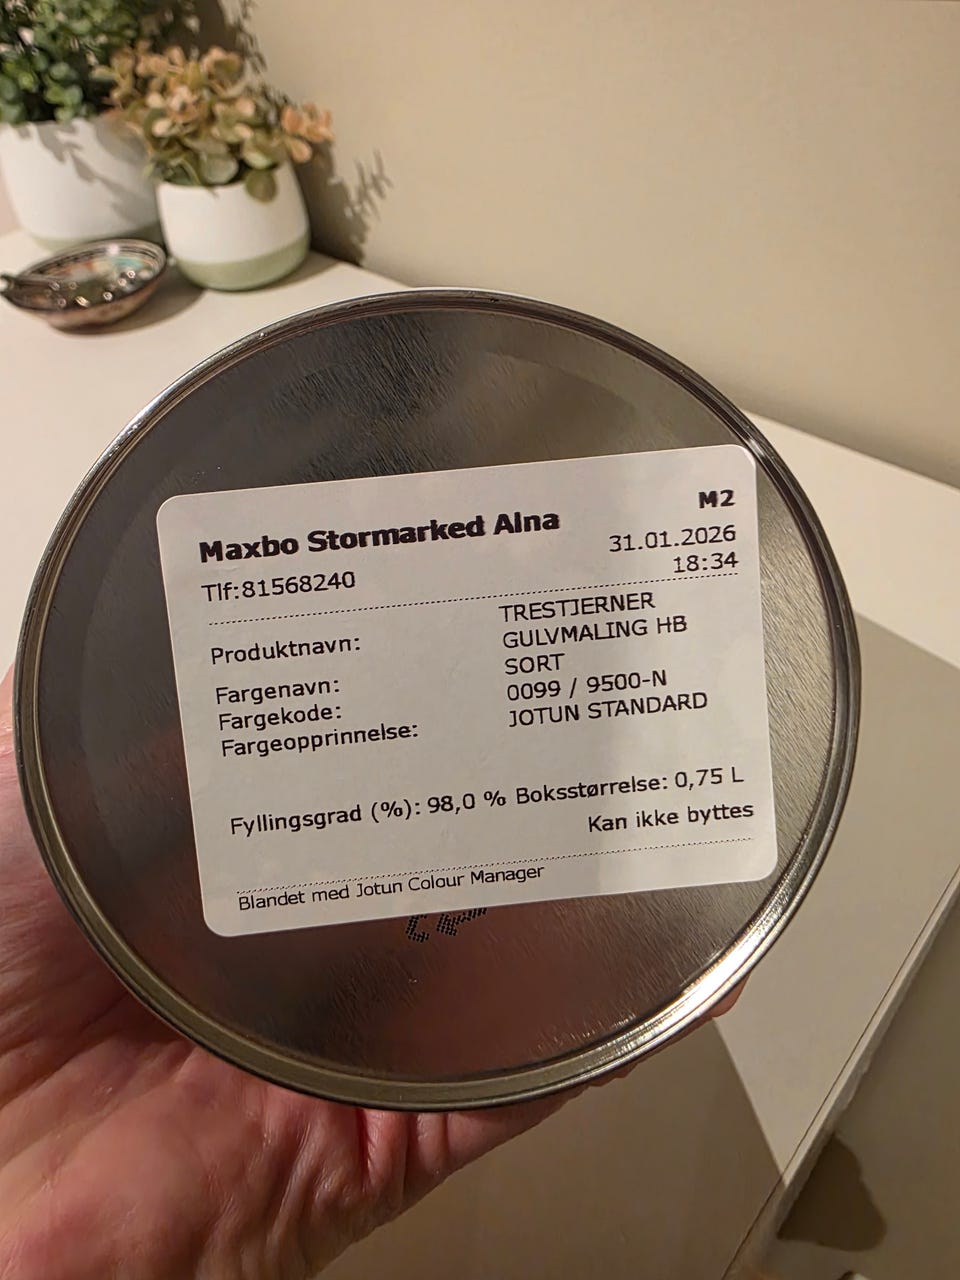 M2
Maxbo Stormarked Alna 31.01.2026
Tlf:81568240 18:34
Produktnavn: TRESTJERNER
GULVMALING HB
Fargenavn: SORT
Fargekode: 0099 / 9500-N
Fargeopprinnelse: JOTUN STANDARD
Fyllingsgrad (%): 98,0 % Boksstørrelse: 0,75 L
Kan ikke byttes
Blandet med Jotun Colour Manager